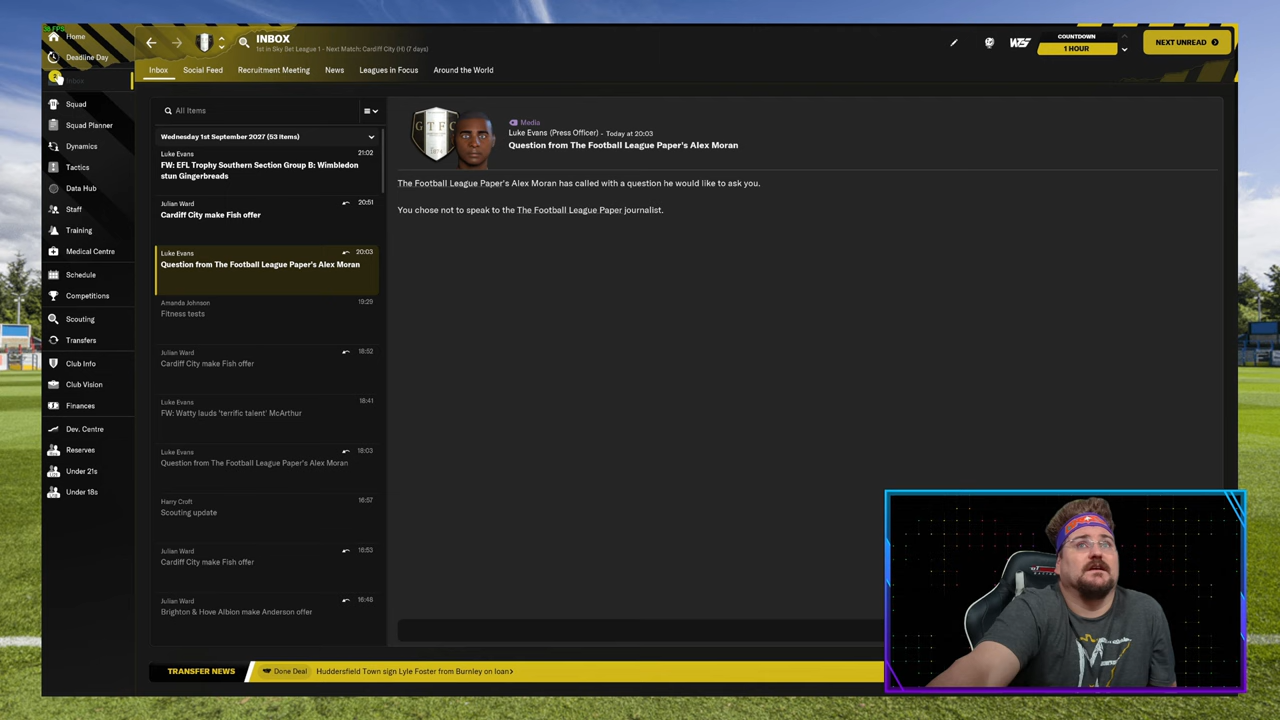 38 FPS
Home
Deadline Day
Inbox
Squad
Squad Planner
Dynamics
Tactics
Data Hub
Staff
Training
Medical Centre
Schedule
Competitions
Scouting
Transfers
Club Info
Club Vision
Finances
Dev. Centre
Reserves
Under 21s
Under 18s
INBOX
1st in Sky Bet League 1 - Next Match: Cardiff City (H) (7 days)
COUNTDOWN
1 HOUR
NEXT UNREAD
Inbox
Social Feed
Recruitment Meeting
News
Leagues in Focus
Around the World
All Items
Wednesday 1st September 2027 (53 Items)
Luke Evans 21:02
FW: EFL Trophy Southern Section Group B: Wimbledon
stun Gingerbreads
Julian Ward 20:51
Cardiff City make Fish offer
Luke Evans 20:03
Question from The Football League Paper's Alex Moran
Amanda Johnson 19:29
Fitness tests
Julian Ward 18:52
Cardiff City make Fish offer
Luke Evans 18:41
FW: Watty lauds 'terrific talent' McArthur
Luke Evans 18:03
Question from The Football League Paper's Alex Moran
Harry Croft 16:57
Scouting update
Julian Ward 16:53
Cardiff City make Fish offer
Julian Ward 16:48
Brighton & Hove Albion make Anderson offer
GTFC
Media
Luke Evans (Press Officer) - Today at 20:03
Question from The Football League Paper's Alex Moran
The Football League Paper's Alex Moran has called with a question he would like to ask you.
You chose not to speak to the The Football League Paper journalist.
TRANSFER NEWS
Done Deal
Huddersfield Town sign Lyle Foster from Burnley on loan>